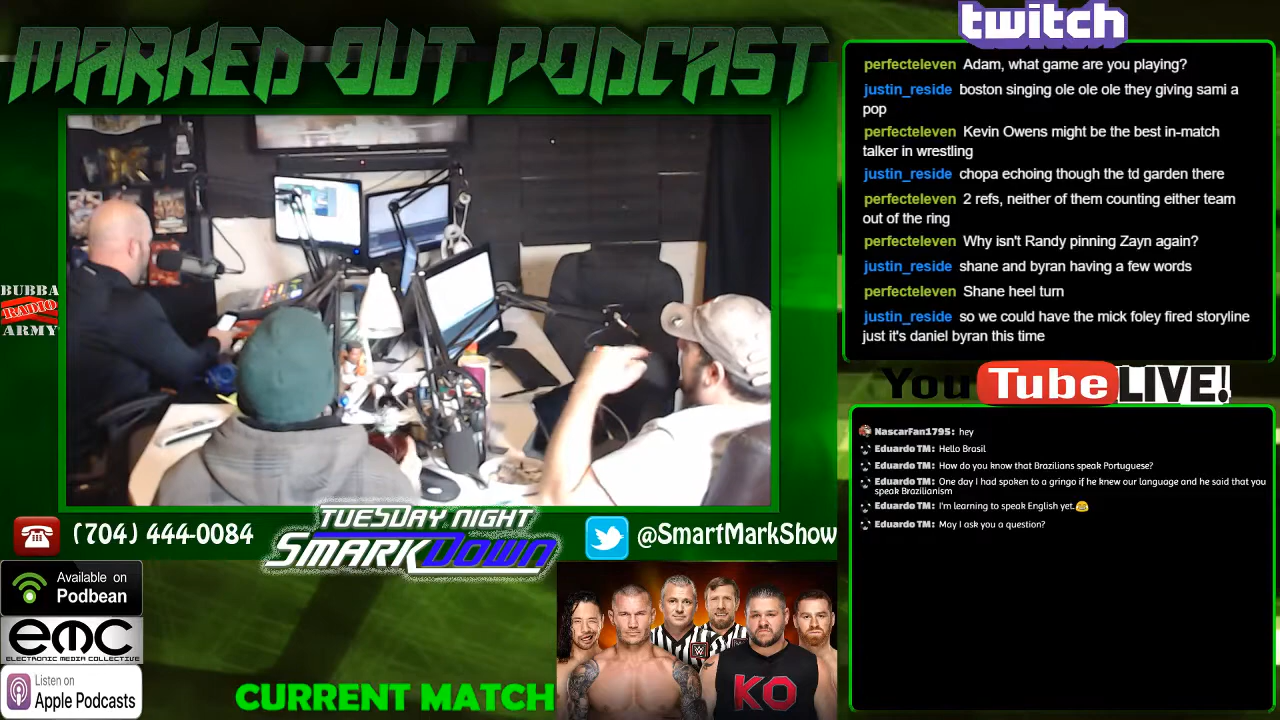 MARKED OUT PODCAST
twitch
perfecteleven Adam, what game are you playing?
justin_reside boston singing ole ole ole they giving sami a
pop
perfecteleven Kevin Owens might be the best in-match
talker in wrestling
justin_reside chopa echoing though the td garden there
perfecteleven 2 refs, neither of them counting either team
out of the ring
perfecteleven Why isn't Randy pinning Zayn again?
justin_reside shane and byran having a few words
perfecteleven Shane heel turn
justin_reside so we could have the mick foley fired storyline
just it's daniel byran this time
BUBBA
RADIO
ARMY
YouTube LIVE!
NascarFan1795: hey
Eduardo TM: Hello Brasil
Eduardo TM: How do you know that Brazilians speak Portuguese?
Eduardo TM: One day I had spoken to a gringo if he knew our language and he said that you
speak Brazilianism
Eduardo TM: I'm learning to speak English yet.😂
Eduardo TM: May I ask you a question?
(704) 444-0084
TUESDAY NIGHT
SMARKDOWN
@SmartMarkShow
Available on
Podbean
emc
ELECTRONIC MEDIA COLLECTIVE
Listen on
Apple Podcasts
CURRENT MATCH
KO